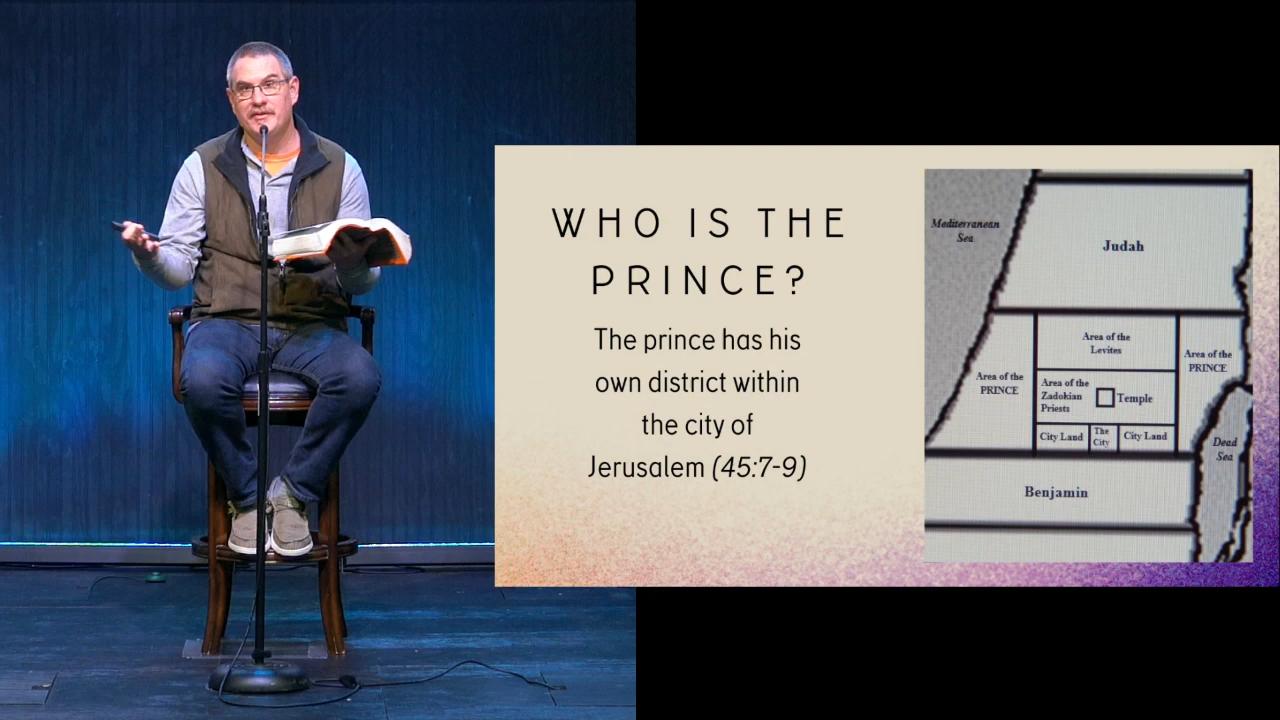 WHO IS THE
PRINCE?
The prince has his
own district within
the city of
Jerusalem (45:7-9)
Mediterranean
Sea
Judah
Area of the
Levites
Area of the
PRINCE
Area of the
PRINCE
Area of the
Zadokian
Priests
Temple
City Land
The
City
City Land
Dead
Sea
Benjamin